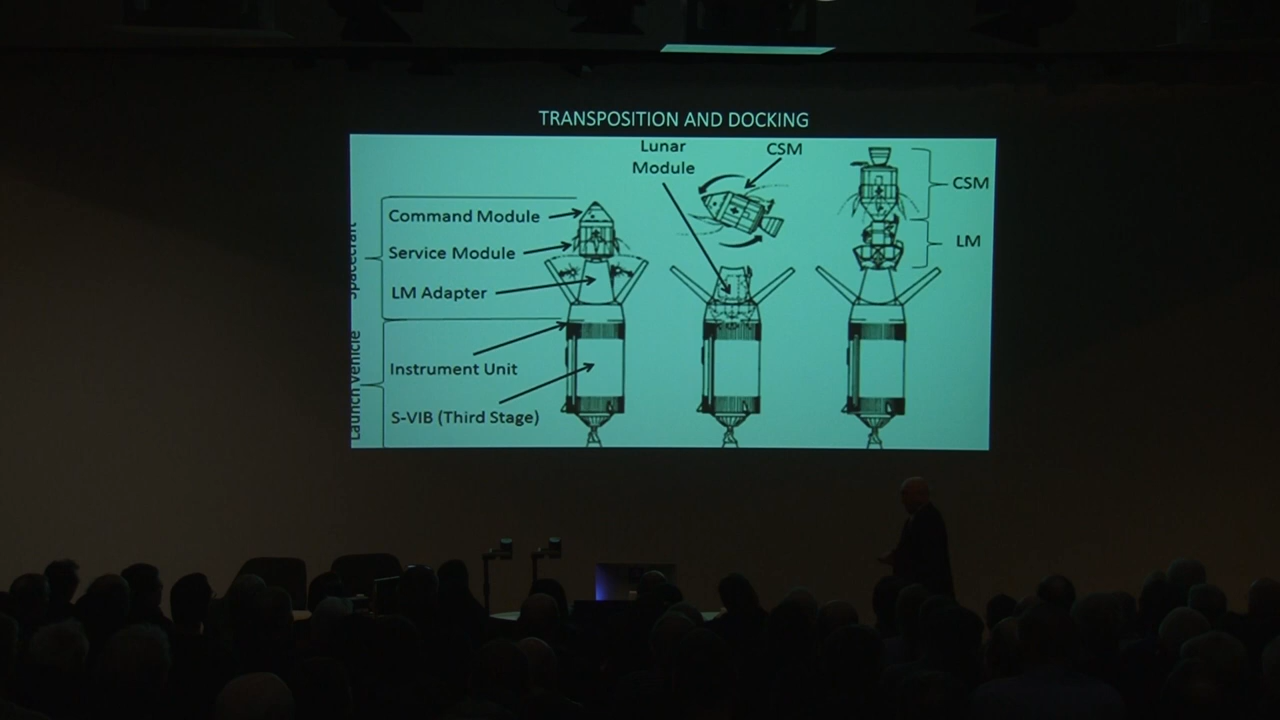 TRANSPOSITION AND DOCKING
Lunar
Module
CSM
CSM
LM
Command Module
Service Module
LM Adapter
Instrument Unit
S-VIB (Third Stage)
Spacecraft
Launch Vehicle